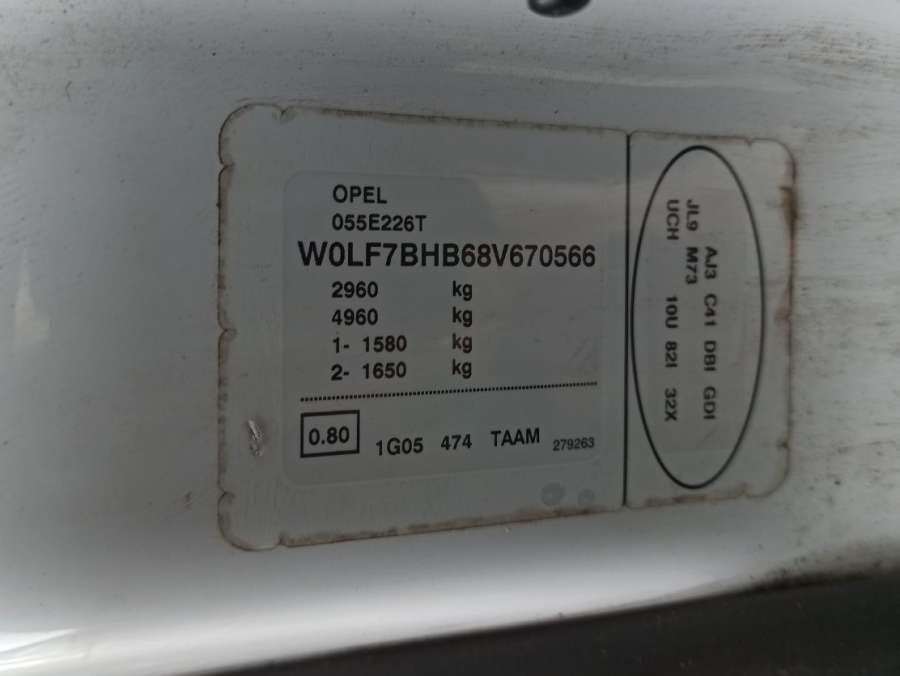 OPEL
055E226T
W0LF7BHB68V670566
2960 kg
4960 kg
1- 1580 kg
2- 1650 kg
0.80 1G05 474 TAAM 279263
AJ3 C41 DBI GDI
JL9 M73
UCH 10U 82I 32X